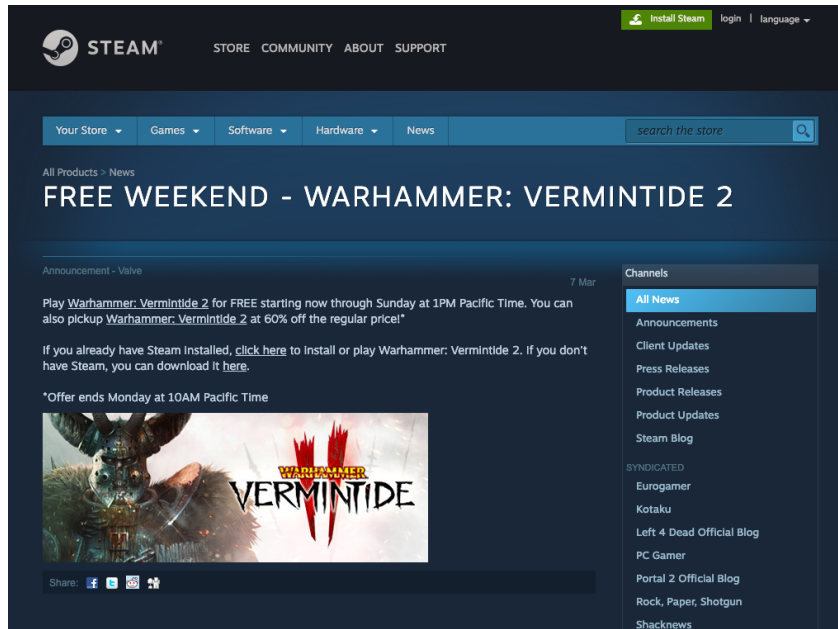 Install Steam
login | language
STEAM®
STORE COMMUNITY ABOUT SUPPORT
Your Store Games Software Hardware News
search the store
All Products > News
FREE WEEKEND - WARHAMMER: VERMINTIDE 2
Announcement - Valve
7 Mar
Play Warhammer: Vermintide 2 for FREE starting now through Sunday at 1PM Pacific Time. You can
also pickup Warhammer: Vermintide 2 at 60% off the regular price!*
If you already have Steam installed, click here to install or play Warhammer: Vermintide 2. If you don't
have Steam, you can download it here.
*Offer ends Monday at 10AM Pacific Time
WARHAMMER
VERMINTIDE
II
Share:
Channels
All News
Announcements
Client Updates
Press Releases
Product Releases
Product Updates
Steam Blog
SYNDICATED
Eurogamer
Kotaku
Left 4 Dead Official Blog
PC Gamer
Portal 2 Official Blog
Rock, Paper, Shotgun
Shacknews